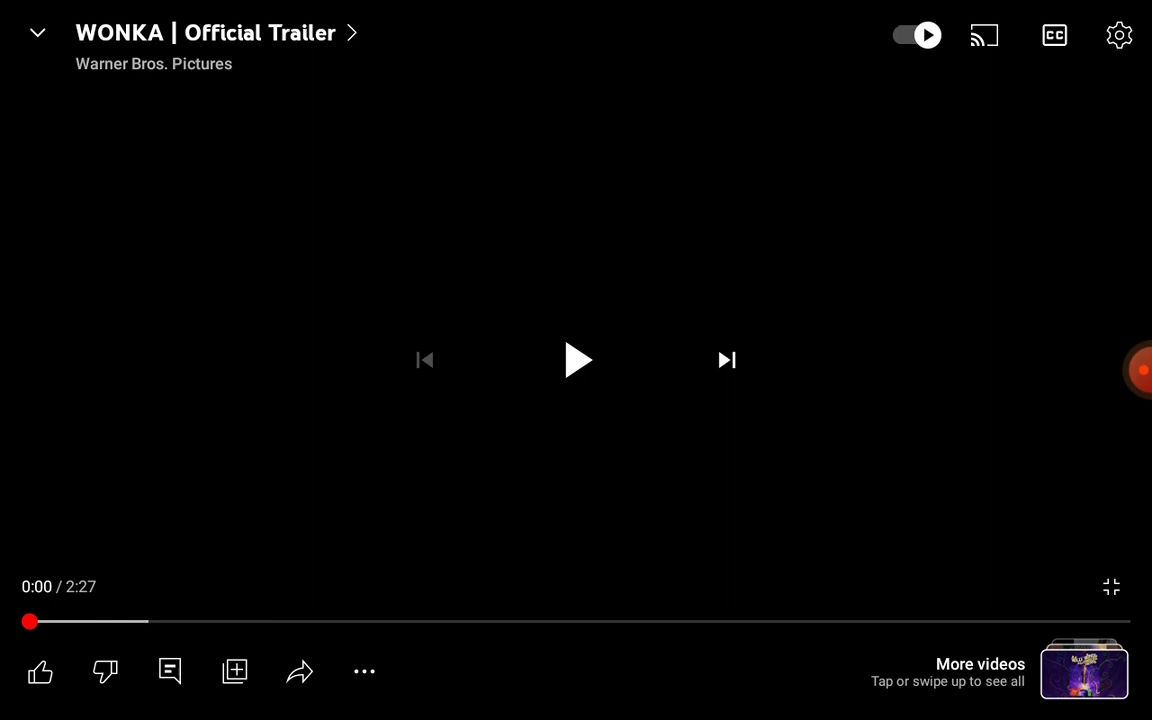 WONKA | Official Trailer
Warner Bros. Pictures
CC
0:00 / 2:27
More videos
Tap or swipe up to see all